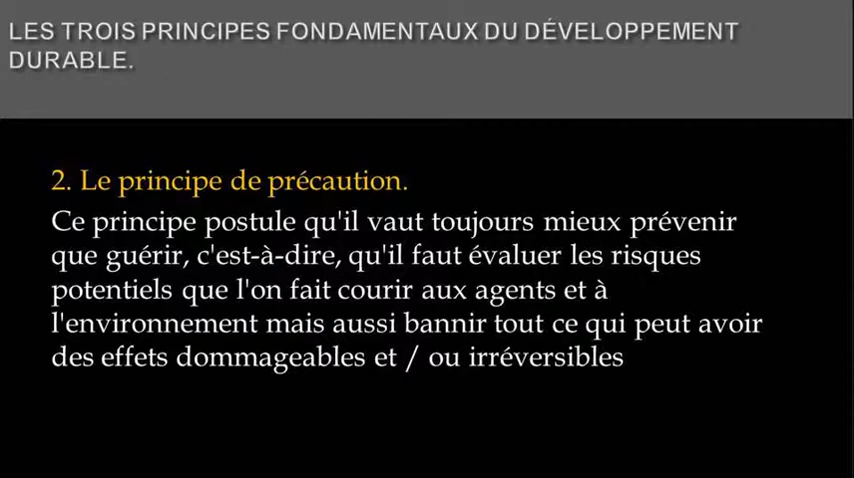 LES TROIS PRINCIPES FONDAMENTAUX DU DÉVELOPPEMENT
DURABLE.
2. Le principe de précaution.
Ce principe postule qu'il vaut toujours mieux prévenir
que guérir, c'est-à-dire, qu'il faut évaluer les risques
potentiels que l'on fait courir aux agents et à
l'environnement mais aussi bannir tout ce qui peut avoir
des effets dommageables et / ou irréversibles